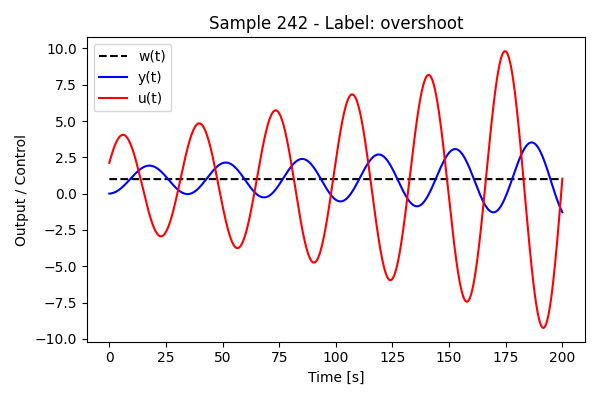 Sample 242 - Label: overshoot
w(t)
y(t)
u(t)
Output / Control
10.0
7.5
5.0
2.5
0.0
−2.5
−5.0
−7.5
−10.0
0 25 50 75 100 125 150 175 200
Time [s]